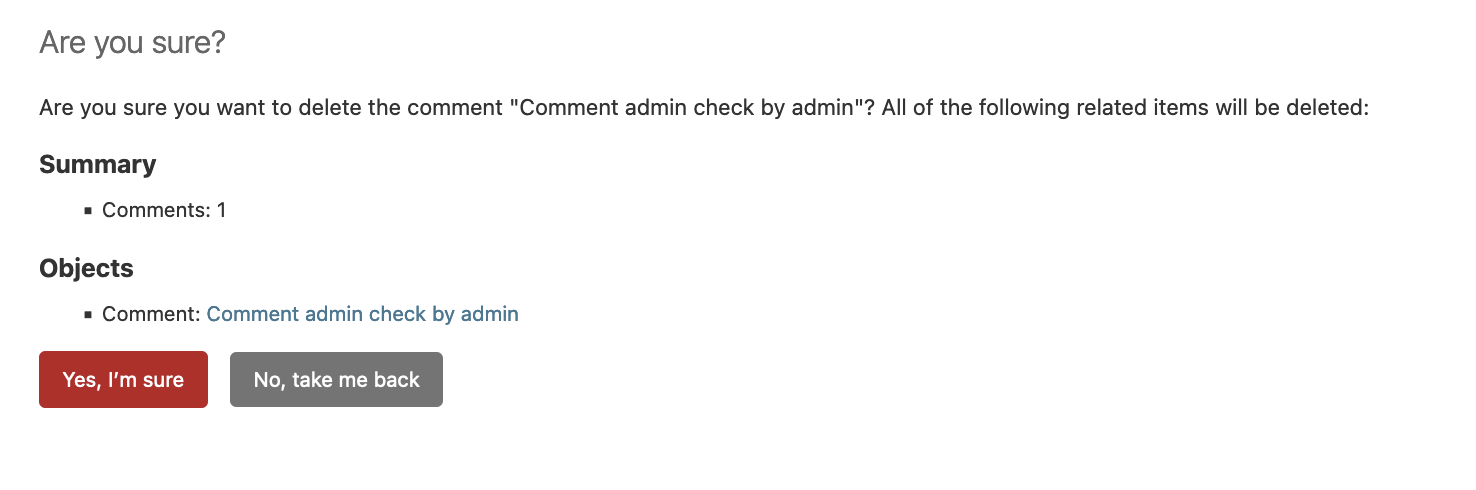 Are you sure?
Are you sure you want to delete the comment "Comment admin check by admin"? All of the following related items will be deleted:
Summary
Comments: 1
Objects
Comment: Comment admin check by admin
Yes, I’m sure No, take me back